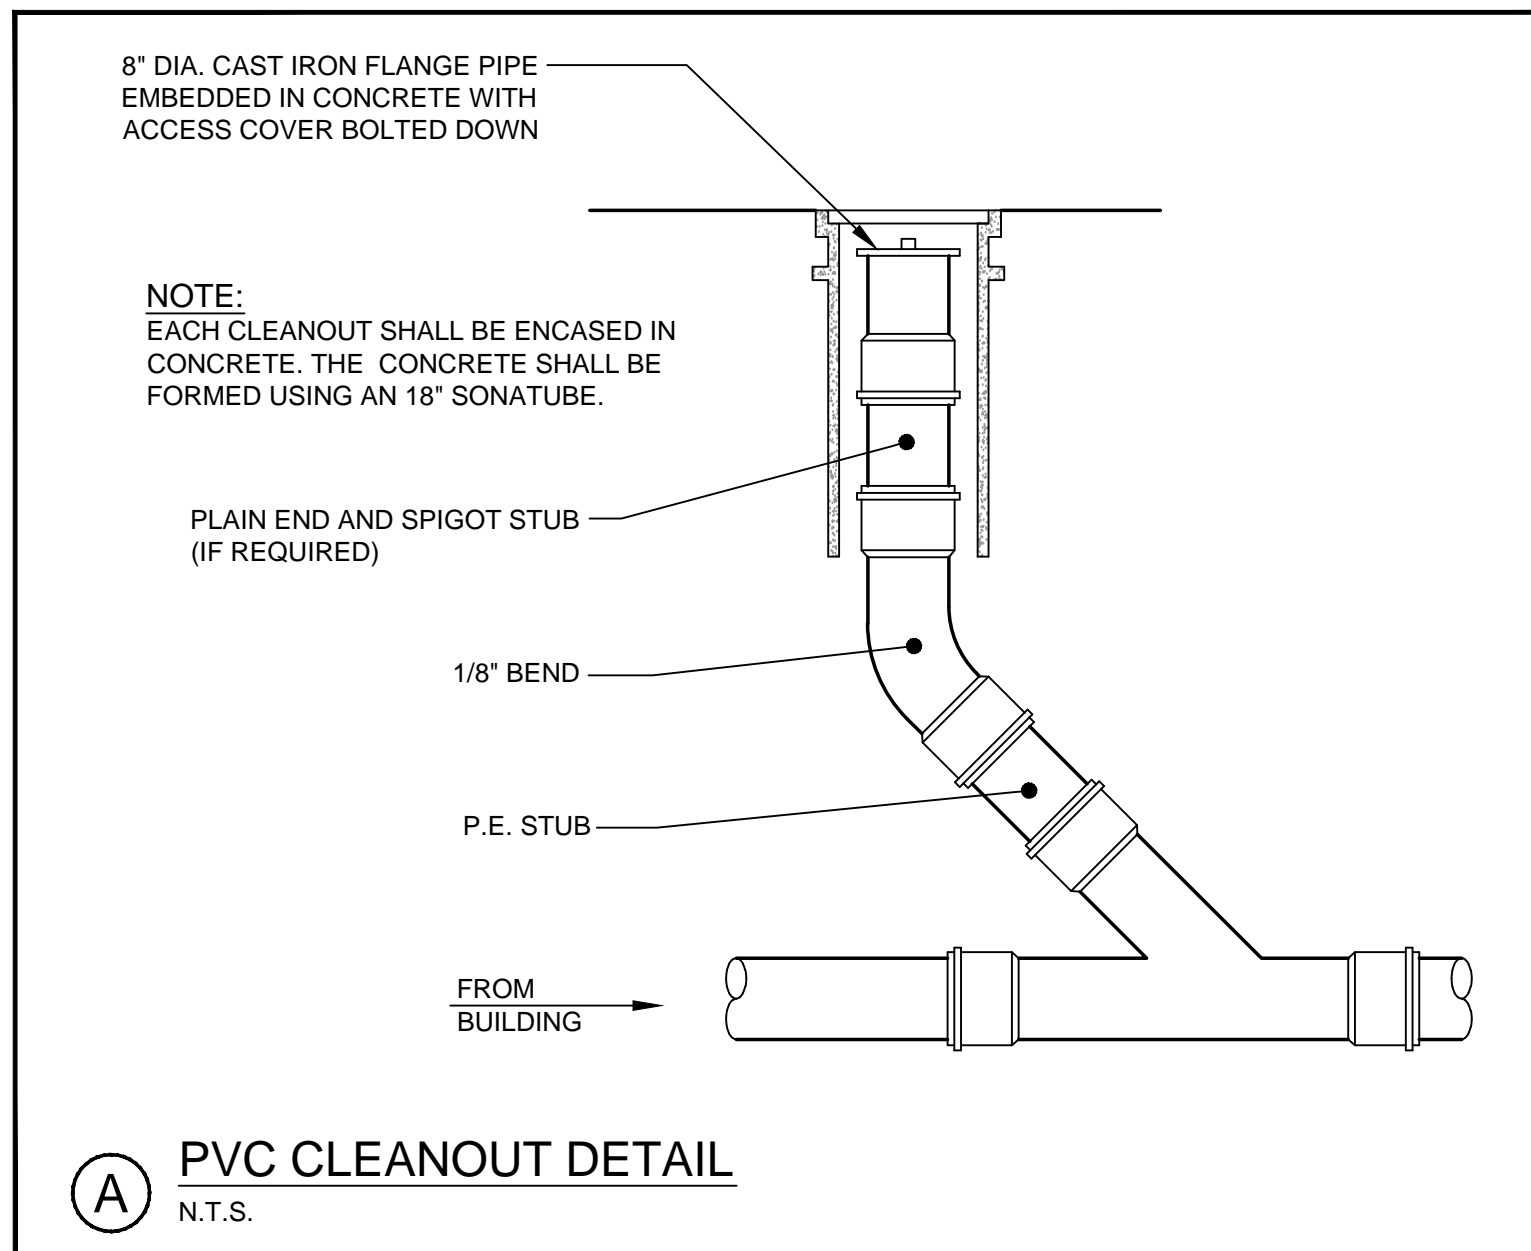 8" DIA. CAST IRON FLANGE PIPE
EMBEDDED IN CONCRETE WITH
ACCESS COVER BOLTED DOWN
NOTE:
EACH CLEANOUT SHALL BE ENCASED IN
CONCRETE. THE CONCRETE SHALL BE
FORMED USING AN 18" SONATUBE.
PLAIN END AND SPIGOT STUB
(IF REQUIRED)
1/8" BEND
P.E. STUB
FROM
BUILDING
A
PVC CLEANOUT DETAIL
N.T.S.